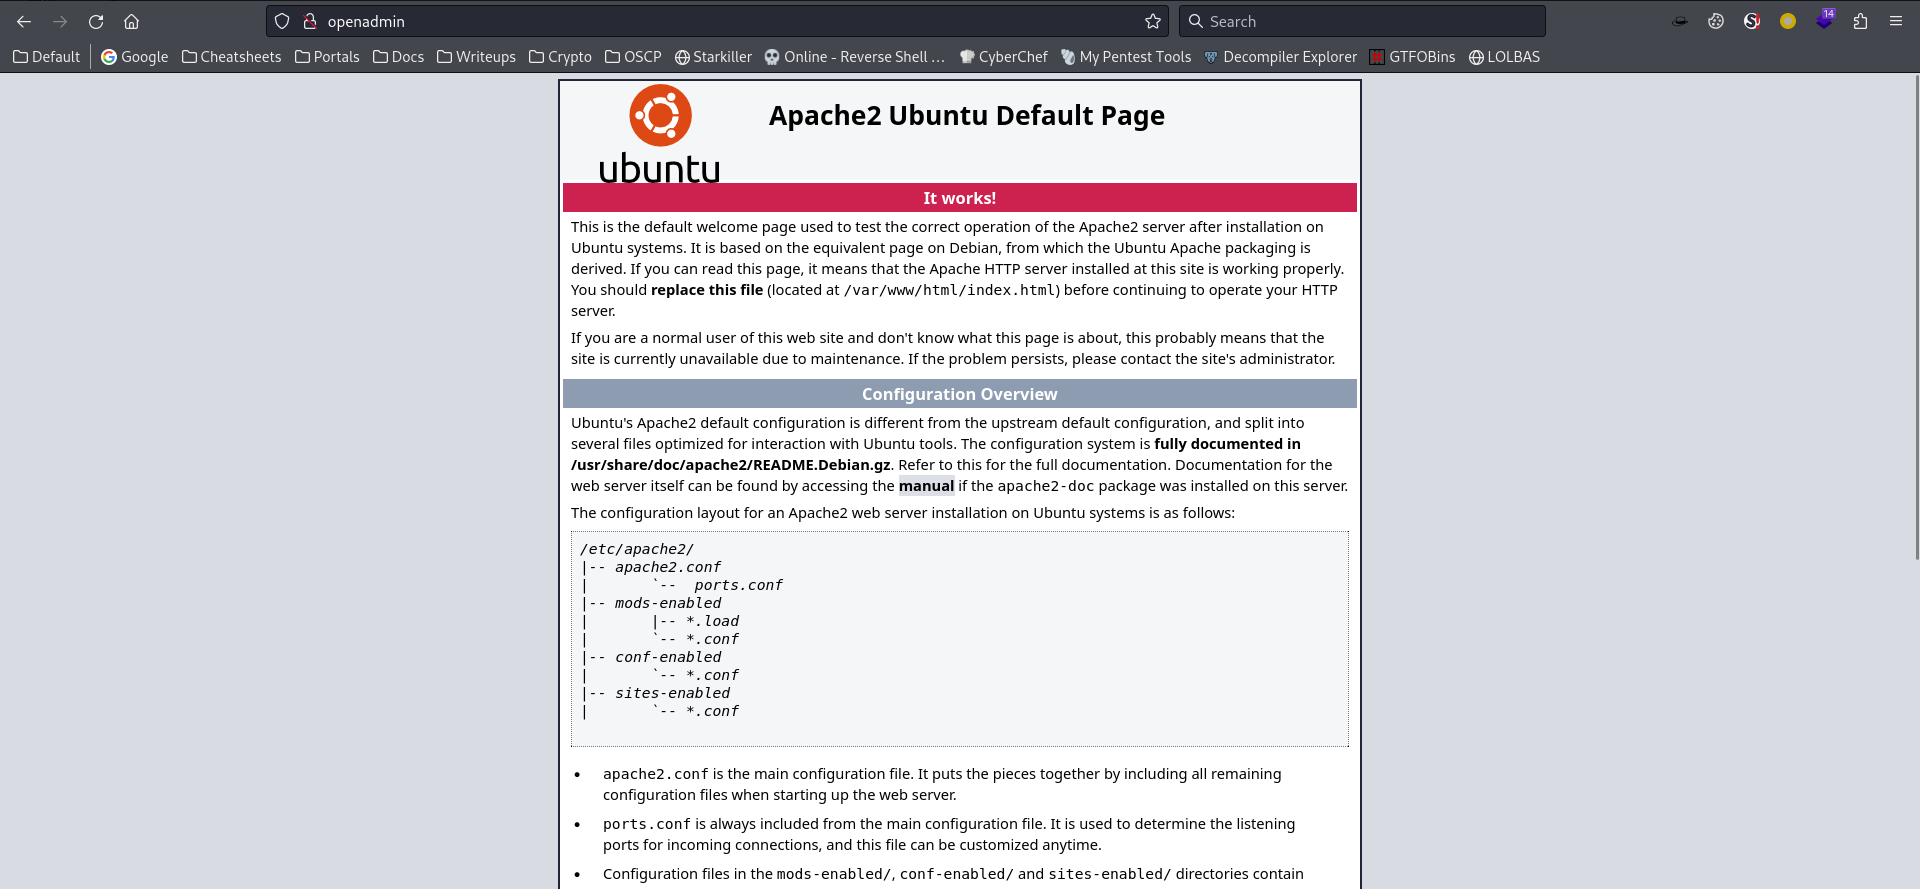 openadmin
Search
14
Default
Google
Cheatsheets
Portals
Docs
Writeups
Crypto
OSCP
Starkiller
Online - Reverse Shell …
CyberChef
My Pentest Tools
Decompiler Explorer
GTFOBins
LOLBAS
ubuntu
Apache2 Ubuntu Default Page
It works!
This is the default welcome page used to test the correct operation of the Apache2 server after installation on
Ubuntu systems. It is based on the equivalent page on Debian, from which the Ubuntu Apache packaging is
derived. If you can read this page, it means that the Apache HTTP server installed at this site is working properly.
You should replace this file (located at /var/www/html/index.html) before continuing to operate your HTTP
server.
If you are a normal user of this web site and don't know what this page is about, this probably means that the
site is currently unavailable due to maintenance. If the problem persists, please contact the site's administrator.
Configuration Overview
Ubuntu's Apache2 default configuration is different from the upstream default configuration, and split into
several files optimized for interaction with Ubuntu tools. The configuration system is fully documented in
/usr/share/doc/apache2/README.Debian.gz. Refer to this for the full documentation. Documentation for the
web server itself can be found by accessing the manual if the apache2-doc package was installed on this server.
The configuration layout for an Apache2 web server installation on Ubuntu systems is as follows:
/etc/apache2/
|-- apache2.conf
|       `--  ports.conf
|-- mods-enabled
|       |-- *.load
|       `-- *.conf
|-- conf-enabled
|       `-- *.conf
|-- sites-enabled
|       `-- *.conf
• apache2.conf is the main configuration file. It puts the pieces together by including all remaining
configuration files when starting up the web server.
• ports.conf is always included from the main configuration file. It is used to determine the listening
ports for incoming connections, and this file can be customized anytime.
• Configuration files in the mods-enabled/, conf-enabled/ and sites-enabled/ directories contain